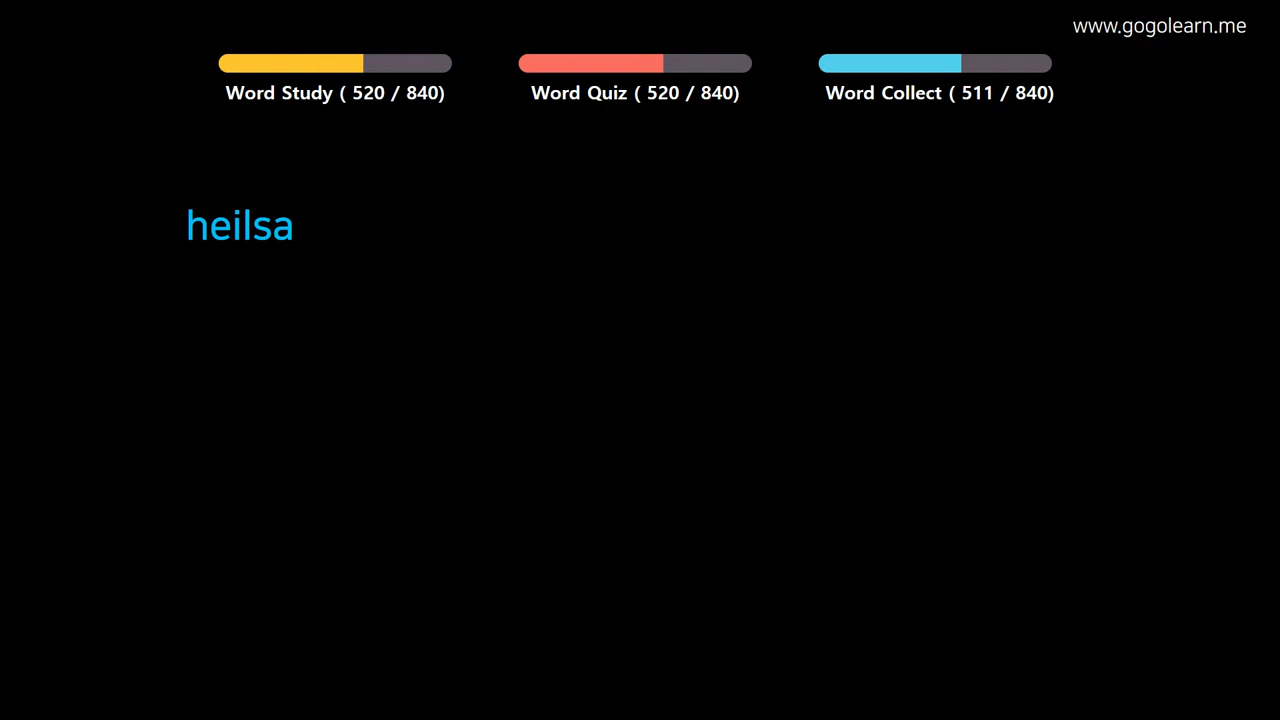 www.gogolearn.me
Word Study ( 520 / 840)
Word Quiz ( 520 / 840)
Word Collect ( 511 / 840)
heilsa